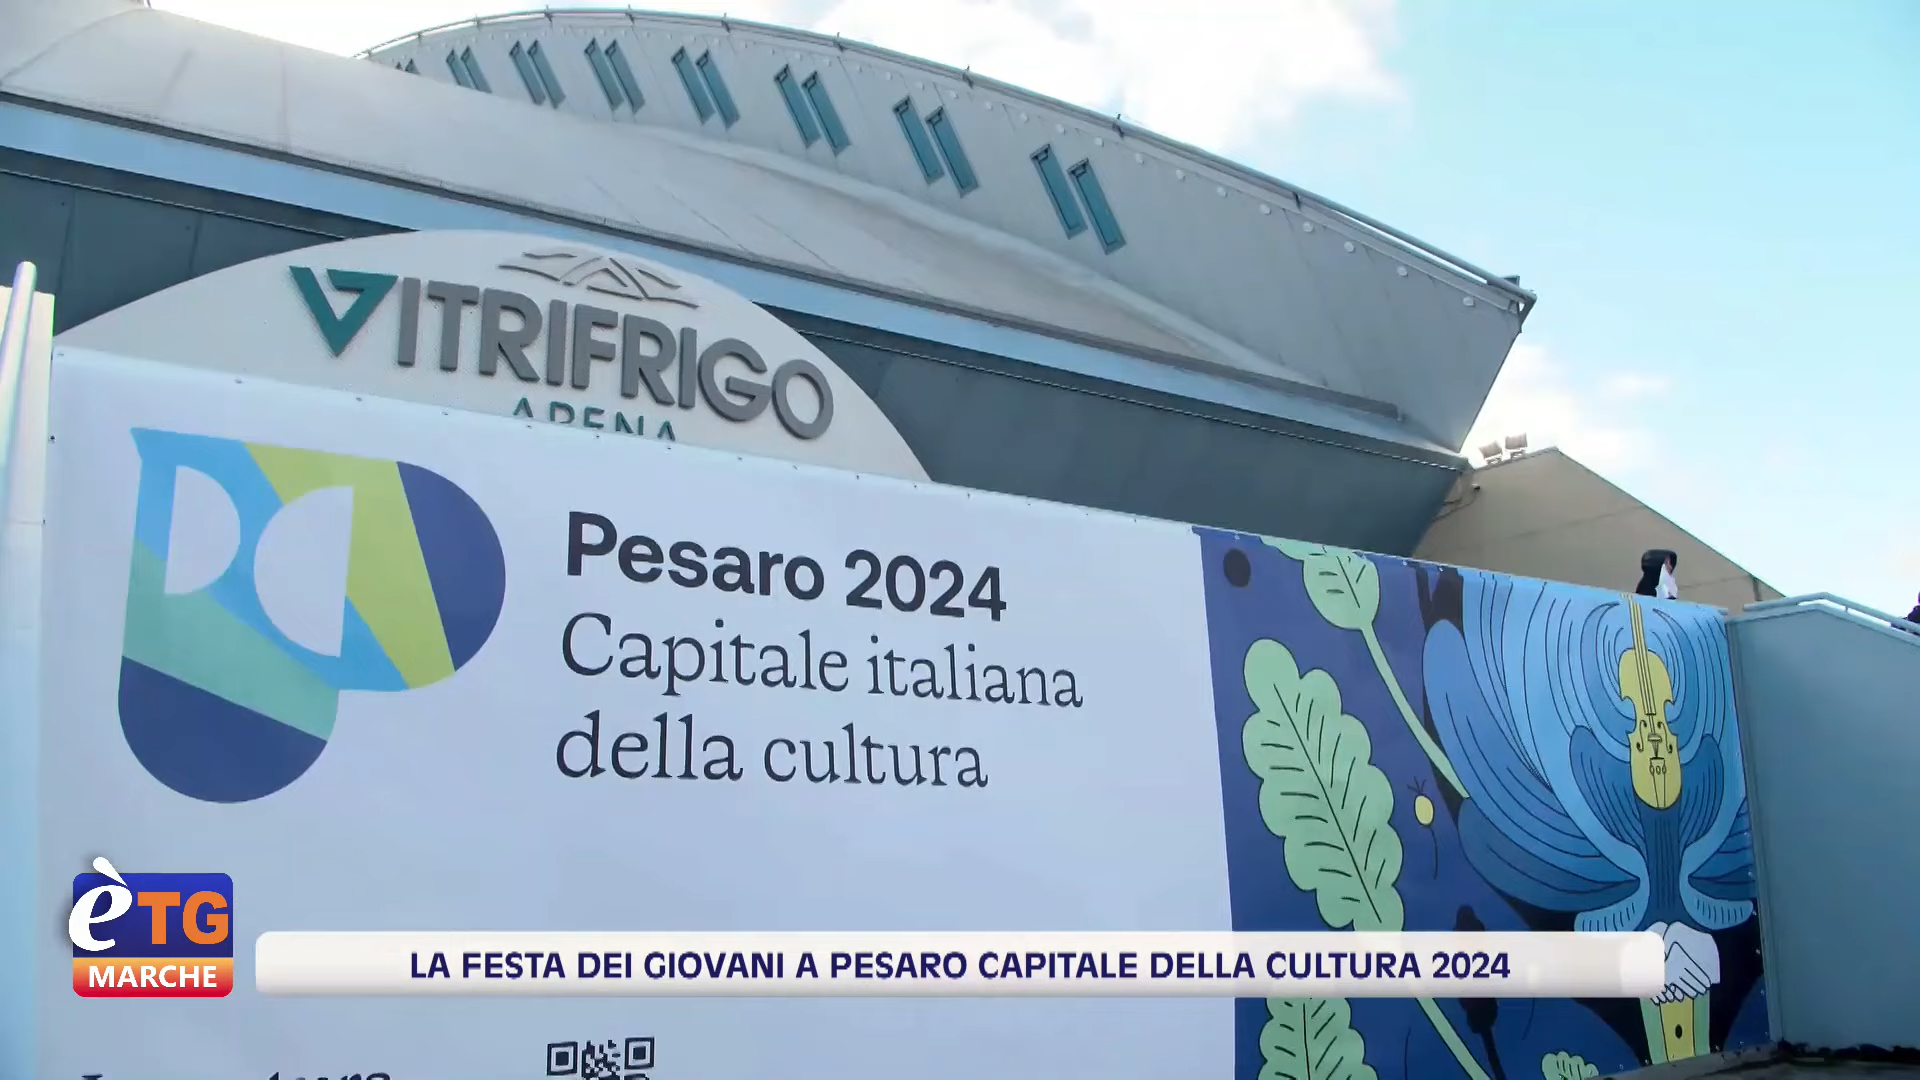 VITRIFRIGO
ARENA
Pesaro 2024
Capitale italiana
della cultura
èTG
MARCHE
LA FESTA DEI GIOVANI A PESARO CAPITALE DELLA CULTURA 2024